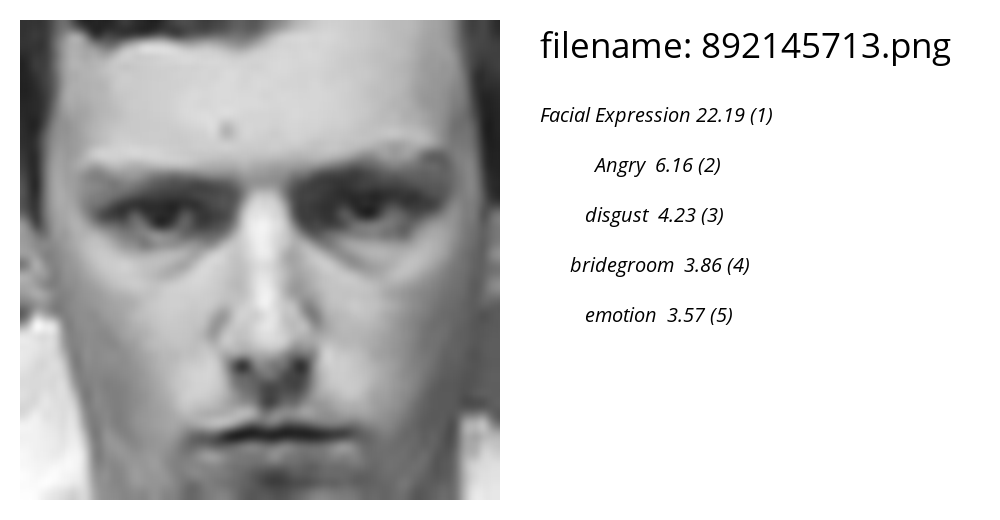 filename: 892145713.png
Facial Expression 22.19 (1)
Angry 6.16 (2)
disgust 4.23 (3)
bridegroom 3.86 (4)
emotion 3.57 (5)